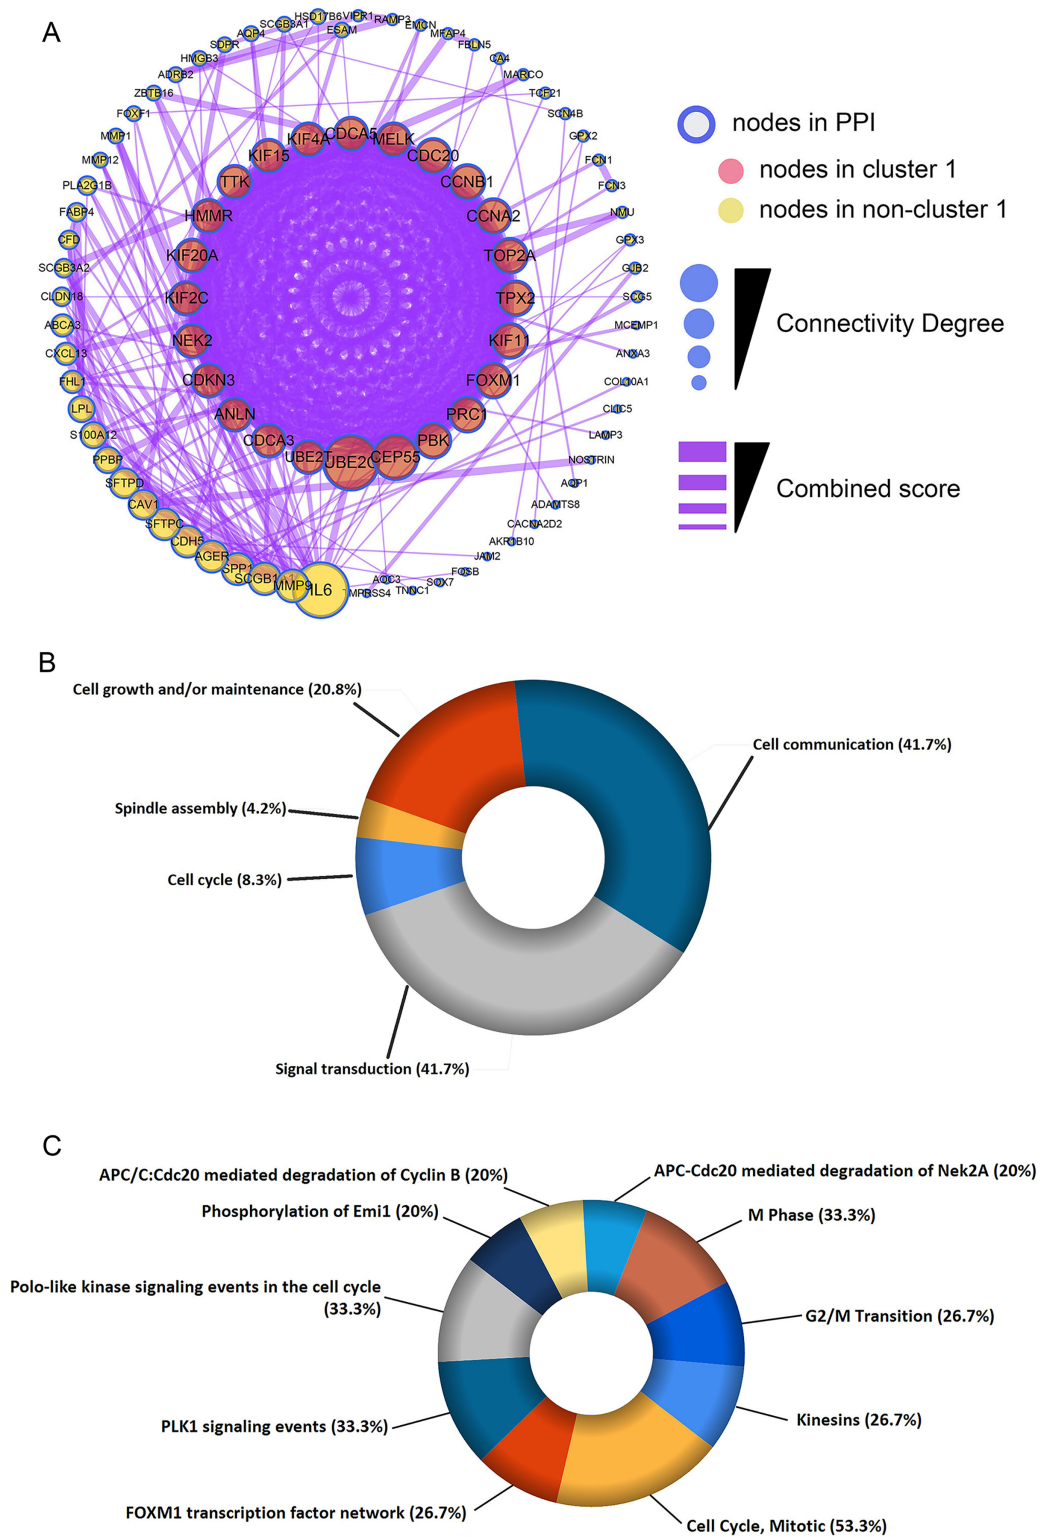 A
HSD17B6
VIPR1
RAMP3
SCGB3A1
ESAM
EMCN
AQP4
MFAP4
SDPR
FBLN5
HMGB3
CA4
ADRB2
MARCO
ZBTB16
TCF21
FOXF1
SCN4B
MMP1
GPX2
MMP12
FCN1
PLA2G1B
FCN3
FABP4
NMU
CFD
GPX3
SCGB3A2
GJB2
CLDN18
SCG5
ABCA3
MCEMP1
CXCL13
ANXA3
FHL1
COL10A1
LPL
CLIC5
S100A12
LAMP3
PPBP
NOSTRIN
SFTPD
AQP1
CAV1
ADAMTS8
SFTPC
CACNA2D2
CDH5
AKR1B10
AGER
JAM2
SPP1
FOSB
SCGB1A1
SOX7
MMP9
IL6
TMPRSS4
AOC3
TNNC1
CDCA5
MELK
KIF4A
CDC20
KIF15
CCNB1
TTK
CCNA2
HMMR
TOP2A
KIF20A
TPX2
KIF2C
KIF11
NEK2
FOXM1
CDKN3
PRC1
ANLN
PBK
CDCA3
CEP55
UBE2T
UBE2C
nodes in PPI
nodes in cluster 1
nodes in non-cluster 1
Connectivity Degree
Combined score
B
Cell growth and/or maintenance (20.8%)
Cell communication (41.7%)
Spindle assembly (4.2%)
Cell cycle (8.3%)
Signal transduction (41.7%)
C
APC/C:Cdc20 mediated degradation of Cyclin B (20%)
APC-Cdc20 mediated degradation of Nek2A (20%)
Phosphorylation of Emi1 (20%)
M Phase (33.3%)
Polo-like kinase signaling events in the cell cycle
(33.3%)
G2/M Transition (26.7%)
PLK1 signaling events (33.3%)
Kinesins (26.7%)
FOXM1 transcription factor network (26.7%)
Cell Cycle, Mitotic (53.3%)